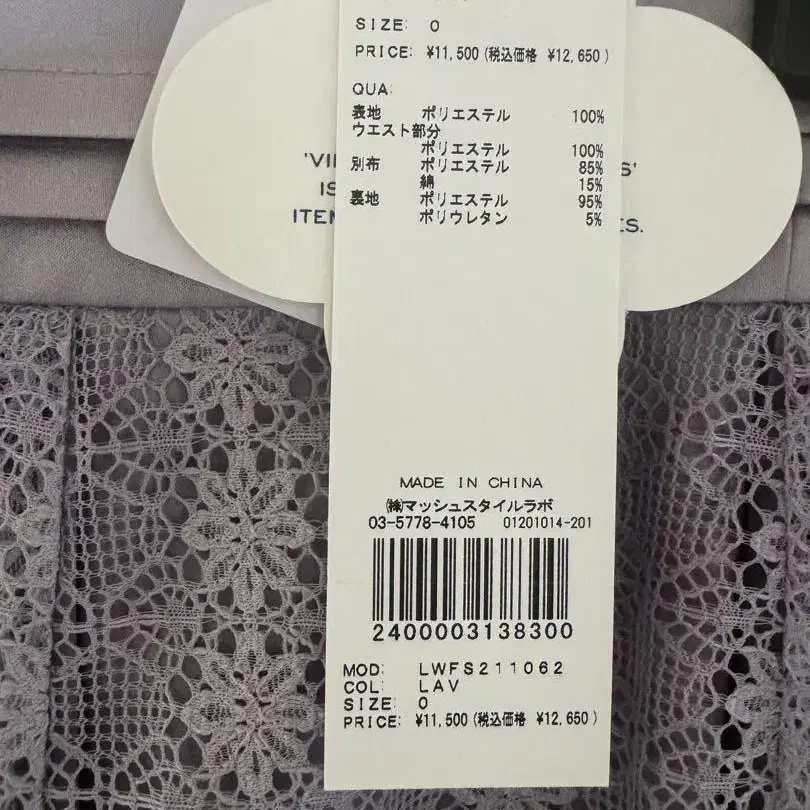 SIZE: 0
PRICE: ¥11,500 (税込価格 ¥12,650)
QUA:
表地 ポリエステル 100%
ウエスト部分
ポリエステル 100%
別布 ポリエステル 85%
綿 15%
裏地 ポリエステル 95%
ポリウレタン 5%
'VI
S'
IS
ITEM
ES.
MADE IN CHINA
㈱マッシュスタイルラボ
03-5778-4105 01201014-201
2400003138300
MOD: LWFS211062
COL: LAV
SIZE: 0
PRICE: ¥11,500 (税込価格 ¥12,650)